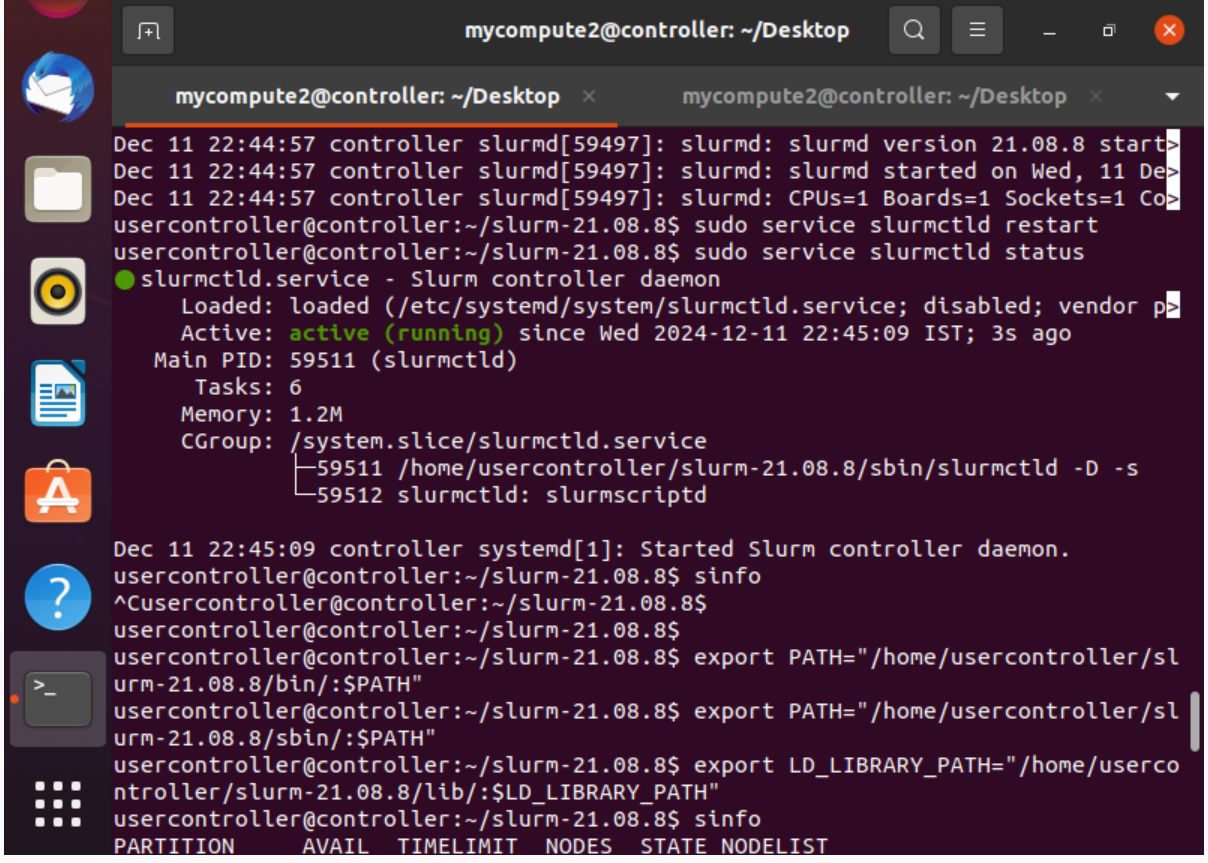 mycompute2@controller: ~/Desktop
mycompute2@controller: ~/Desktop × mycompute2@controller: ~/Desktop ×
Dec 11 22:44:57 controller slurmd[59497]: slurmd: slurmd version 21.08.8 start>
Dec 11 22:44:57 controller slurmd[59497]: slurmd: slurmd started on Wed, 11 De>
Dec 11 22:44:57 controller slurmd[59497]: slurmd: CPUs=1 Boards=1 Sockets=1 Co>
usercontroller@controller:~/slurm-21.08.8$ sudo service slurmctld restart
usercontroller@controller:~/slurm-21.08.8$ sudo service slurmctld status
● slurmctld.service - Slurm controller daemon
Loaded: loaded (/etc/systemd/system/slurmctld.service; disabled; vendor p>
Active: active (running) since Wed 2024-12-11 22:45:09 IST; 3s ago
Main PID: 59511 (slurmctld)
Tasks: 6
Memory: 1.2M
CGroup: /system.slice/slurmctld.service
├─59511 /home/usercontroller/slurm-21.08.8/sbin/slurmctld -D -s
└─59512 slurmctld: slurmscriptd
Dec 11 22:45:09 controller systemd[1]: Started Slurm controller daemon.
usercontroller@controller:~/slurm-21.08.8$ sinfo
^Cusercontroller@controller:~/slurm-21.08.8$
usercontroller@controller:~/slurm-21.08.8$
usercontroller@controller:~/slurm-21.08.8$ export PATH="/home/usercontroller/sl
urm-21.08.8/bin/:$PATH"
usercontroller@controller:~/slurm-21.08.8$ export PATH="/home/usercontroller/sl
urm-21.08.8/sbin/:$PATH"
usercontroller@controller:~/slurm-21.08.8$ export LD_LIBRARY_PATH="/home/userco
ntroller/slurm-21.08.8/lib/:$LD_LIBRARY_PATH"
usercontroller@controller:~/slurm-21.08.8$ sinfo
PARTITION AVAIL TIMELIMIT NODES STATE NODELIST